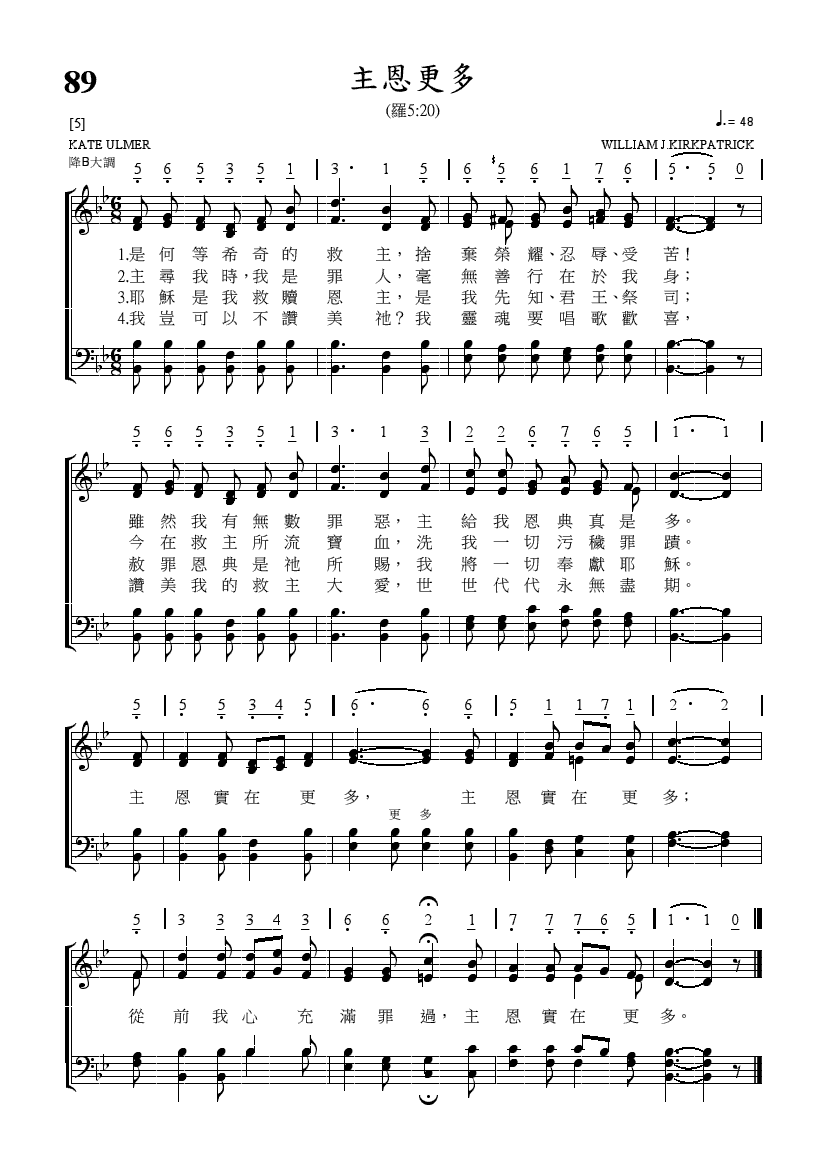 89
主恩更多
(羅5:20)
[5]
♩.= 48
KATE ULMER
WILLIAM J.KIRKPATRICK
降B大調
5 6 5 3 5 1 | 3 · 1 5 | 6 5 6 1 7 6 | 5 · 5 0
1.是何等希奇的救主，捨棄榮耀、忍辱、受苦！
2.主尋我時，我是罪人，毫無善行在於我身；
3.耶穌是我救贖恩主，是我先知、君王、祭司；
4.我豈可以不讚美祂？我靈魂要唱歌歡喜，
5 6 5 3 5 1 | 3 · 1 3 | 2 2 6 7 6 5 | 1 · 1 |
雖然我有無數罪惡，主給我恩典真是多。
今在救主所流寶血，洗我一切污穢罪蹟。
赦罪恩典是祂所賜，我將一切奉獻耶穌。
讚美我的救主大愛，世世代代永無盡期。
5 | 5 5 3 4 5 | 6 · 6 6 | 5 1 1 7 1 | 2 · 2 |
主恩實在更多，主恩實在更多；
更多
5 | 3 3 3 4 3 | 6 6 2 1 | 7 7 7 6 5 | 1 · 1 0
從前我心充滿罪過，主恩實在更多。